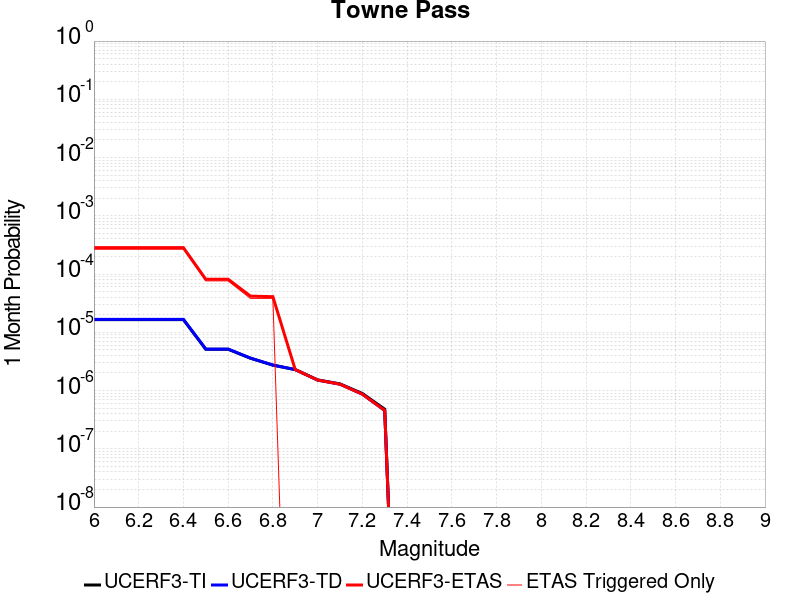 Towne Pass
1 Month Probability
10^0
10^-1
10^-2
10^-3
10^-4
10^-5
10^-6
10^-7
10^-8
6 6.2 6.4 6.6 6.8 7 7.2 7.4 7.6 7.8 8 8.2 8.4 8.6 8.8 9
Magnitude
UCERF3-TI UCERF3-TD UCERF3-ETAS ETAS Triggered Only